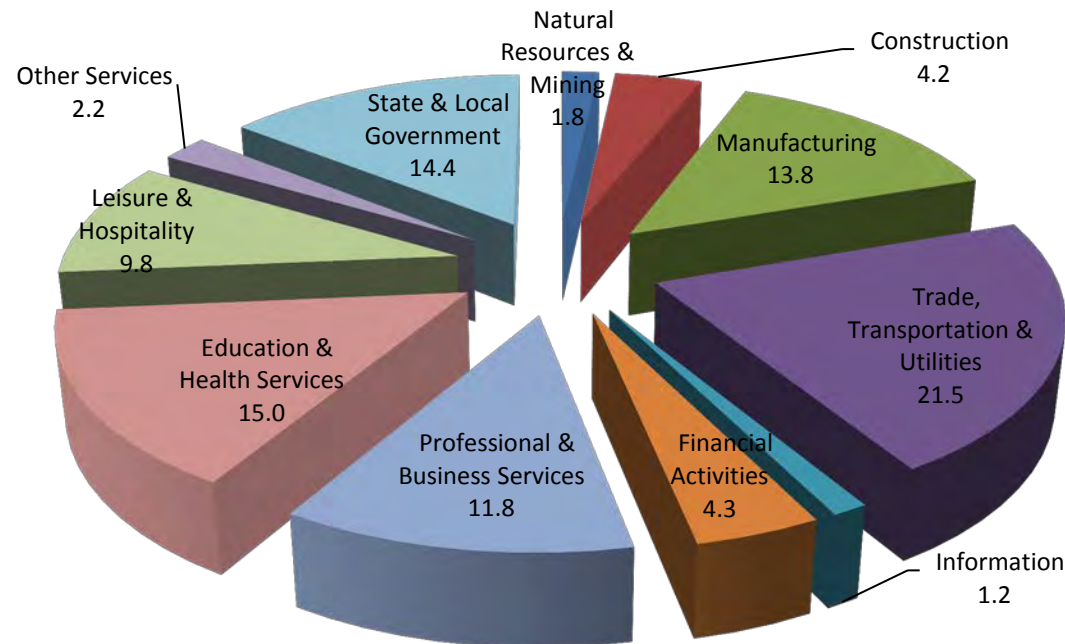 Natural
Resources &
Mining
1.8
Construction
4.2
Manufacturing
13.8
Trade,
Transportation &
Utilities
21.5
Information
1.2
Financial
Activities
4.3
Professional &
Business Services
11.8
Education &
Health Services
15.0
Leisure &
Hospitality
9.8
Other Services
2.2
State & Local
Government
14.4